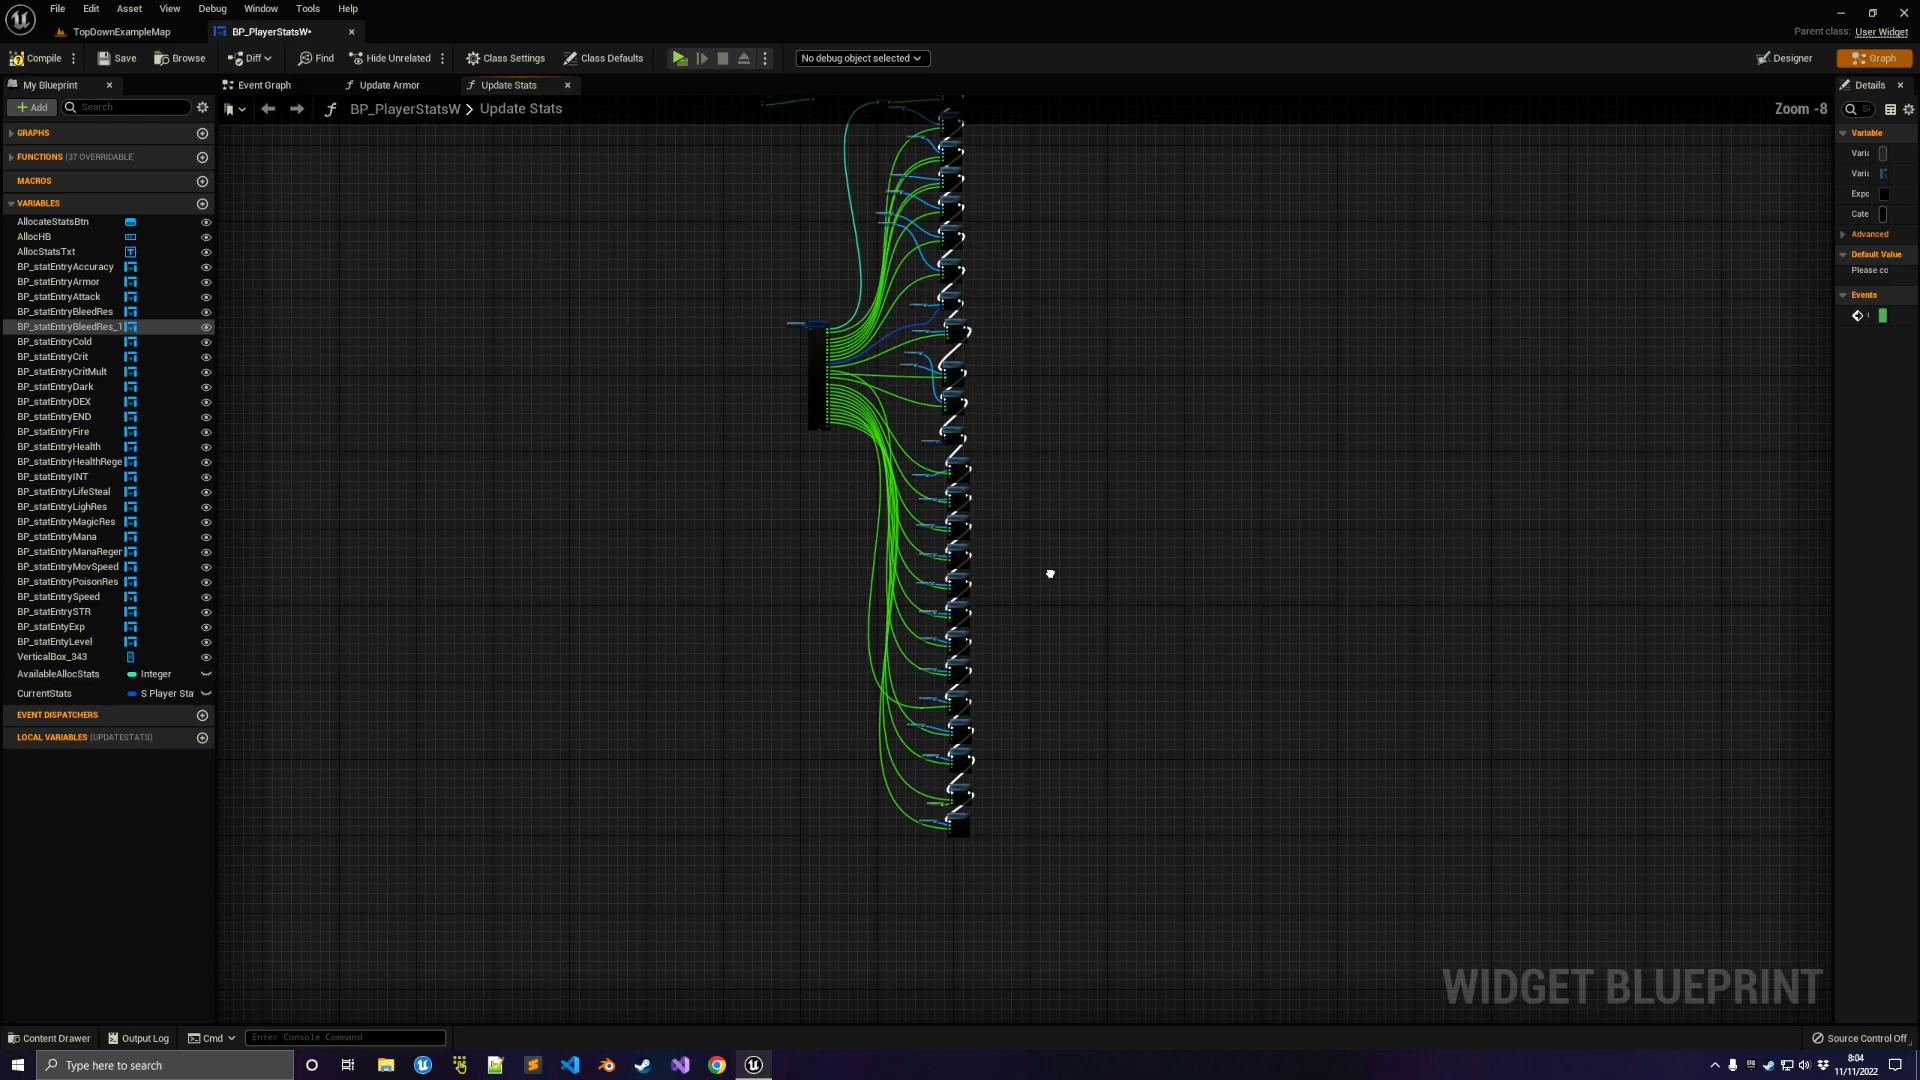 File Edit Asset View Debug Window Tools Help
TopDownExampleMap
BP_PlayerStatsW*
Parent class: User Widget
Compile
Save
Browse
Diff
Find
Hide Unrelated
Class Settings
Class Defaults
No debug object selected
Designer
Graph
My Blueprint
Event Graph
Update Armor
Update Stats
Details
Add
Search
BP_PlayerStatsW > Update Stats
Zoom -8
GRAPHS
Variable
FUNCTIONS (37 OVERRIDABLE
Varia
Varia
MACROS
Expo
VARIABLES
Cate
AllocateStatsBtn
AllocHB
Advanced
AllocStatsTxt
Default Value
BP_statEntryAccuracy
Please cc
BP_statEntryArmor
BP_statEntryAttack
Events
BP_statEntryBleedRes
BP_statEntryBleedRes_1
BP_statEntryCold
BP_statEntryCrit
BP_statEntryCritMult
BP_statEntryDark
BP_statEntryDEX
BP_statEntryEND
BP_statEntryFire
BP_statEntryHealth
BP_statEntryHealthRege
BP_statEntryINT
BP_statEntryLifeSteal
BP_statEntryLighRes
BP_statEntryMagicRes
BP_statEntryMana
BP_statEntryManaReger
BP_statEntryMovSpeed
BP_statEntryPoisonRes
BP_statEntrySpeed
BP_statEntrySTR
BP_statEntyExp
BP_statEntyLevel
VerticalBox_343
AvailableAllocStats Integer
CurrentStats S Player Sta
EVENT DISPATCHERS
LOCAL VARIABLES (UPDATESTATS)
WIDGET BLUEPRINT
Content Drawer
Output Log
Cmd
Enter Console Command
Source Control Off
Type here to search
8:04
11/11/2022